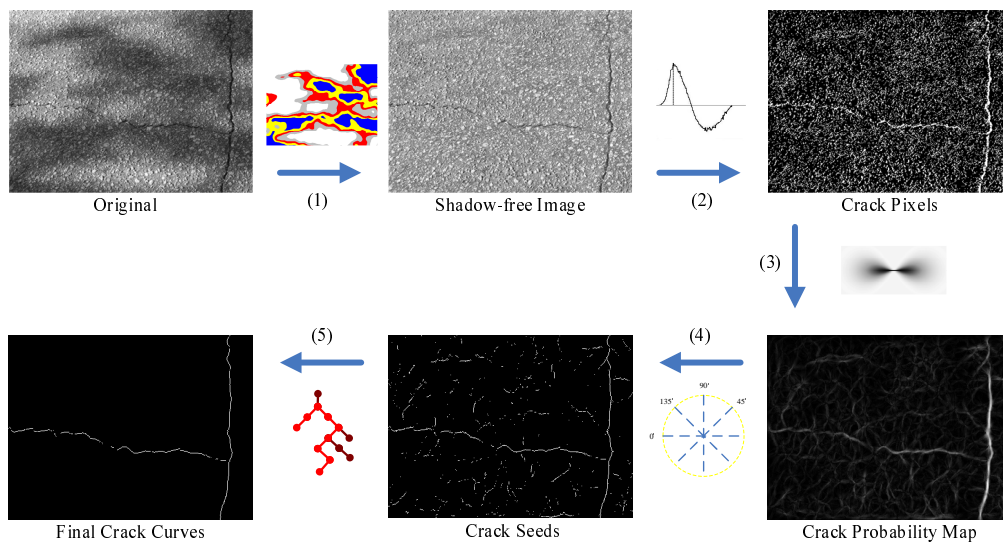 Original
(1)
Shadow-free Image
(2)
Crack Pixels
(3)
Final Crack Curves
(5)
Crack Seeds
(4)
90'
135'
45'
0'
Crack Probability Map